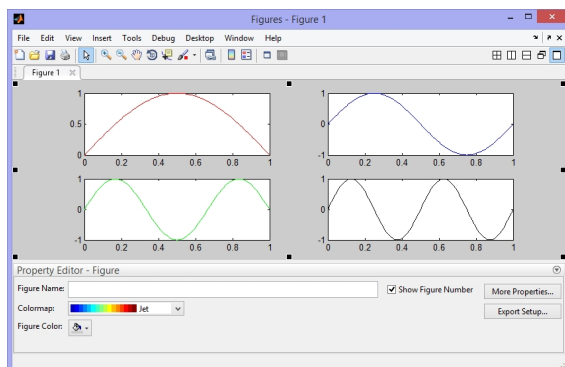 Figures - Figure 1
File Edit View Insert Tools Debug Desktop Window Help
Figure 1
1
0.5
0
0 0.2 0.4 0.6 0.8 1
1
0
-1
0 0.2 0.4 0.6 0.8 1
1
0
-1
0 0.2 0.4 0.6 0.8 1
1
0
-1
0 0.2 0.4 0.6 0.8 1
Property Editor - Figure
Figure Name:
Show Figure Number
More Properties...
Colormap: Jet
Export Setup...
Figure Color: